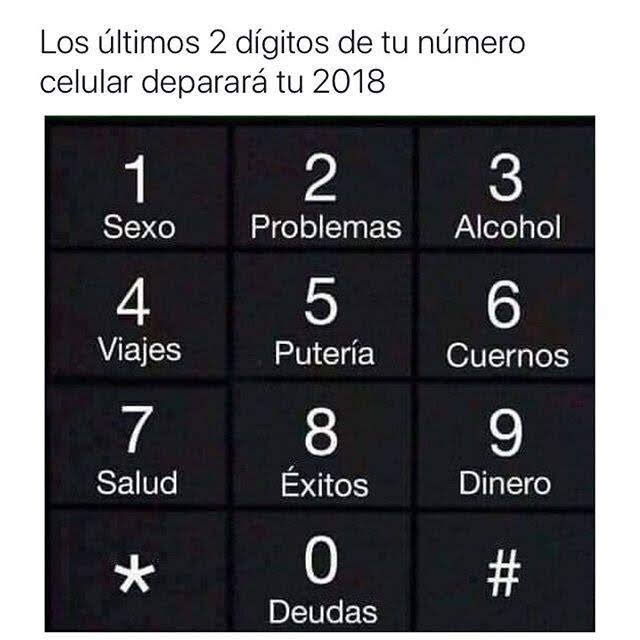 Los últimos 2 dígitos de tu número
celular deparará tu 2018
1 2 3
Sexo Problemas Alcohol
4 5 6
Viajes Putería Cuernos
7 8 9
Salud Éxitos Dinero
* 0 #
Deudas